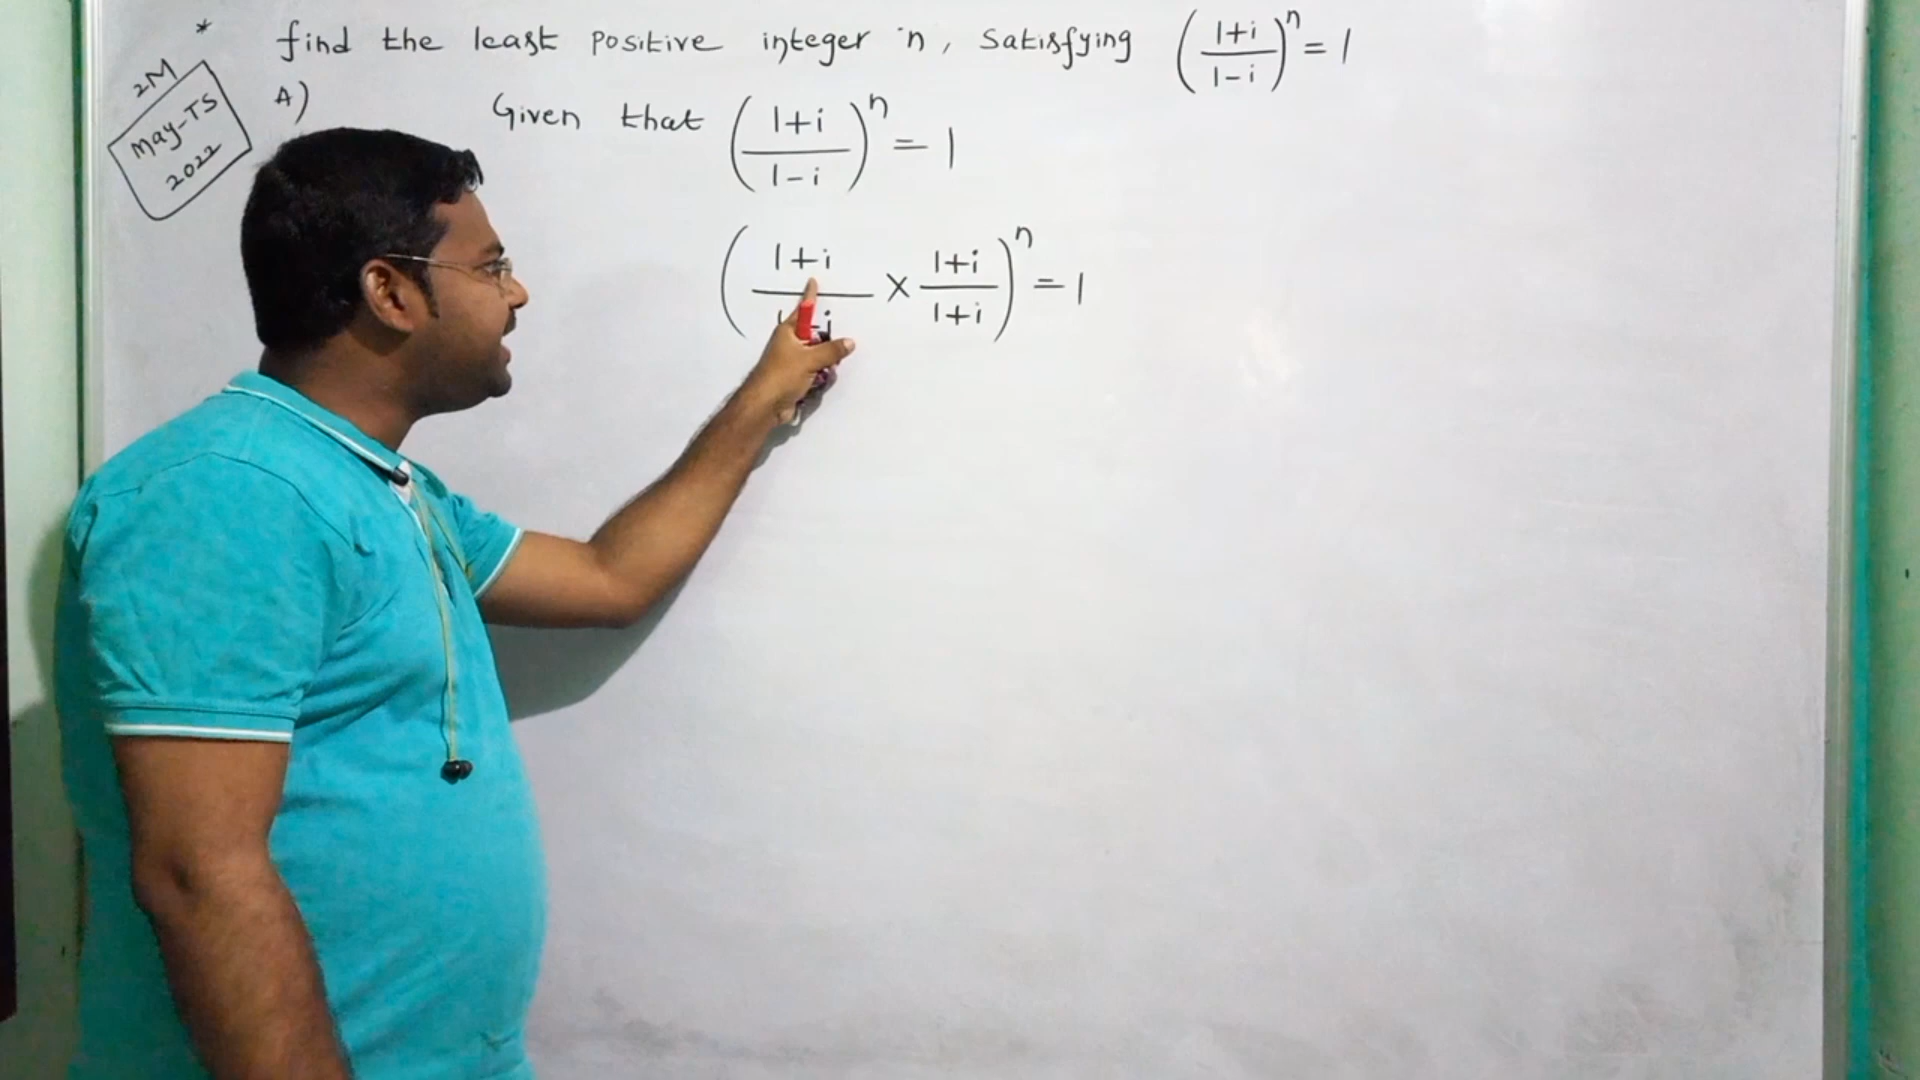 * find the least positive integer 'n, satisfying ((1+i)/(1-i))^n = 1
2M
May-TS
2022
A) Given that ((1+i)/(1-i))^n = 1
((1+i)/ -i × (1+i)/(1+i))^n = 1